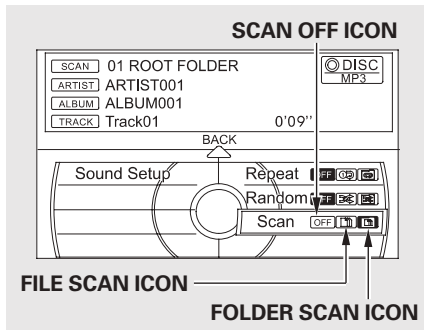 SCAN OFF ICON
SCAN 01 ROOT FOLDER
DISC
MP3
ARTIST ARTIST001
ALBUM ALBUM001
TRACK Track01 0'09''
BACK
Sound Setup
Repeat OFF
Random OFF
Scan OFF
FILE SCAN ICON
FOLDER SCAN ICON